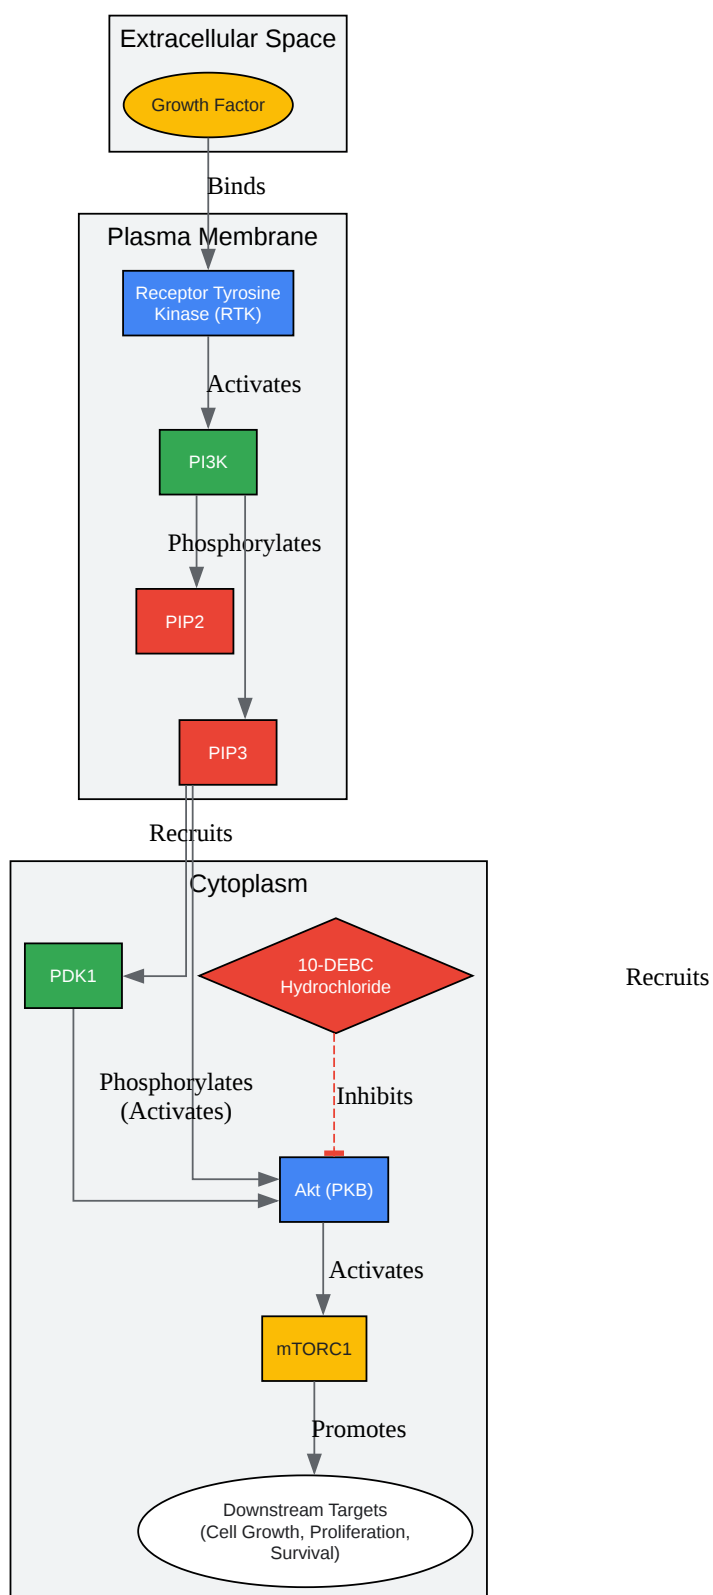 Extracellular Space
Growth Factor
Binds
Plasma Membrane
Receptor Tyrosine
Kinase (RTK)
Activates
PI3K
Phosphorylates
PIP2
PIP3
Recruits
Cytoplasm
PDK1
10-DEBC
Hydrochloride
Recruits
Phosphorylates
(Activates)
Inhibits
Akt (PKB)
Activates
mTORC1
Promotes
Downstream Targets
(Cell Growth, Proliferation,
Survival)